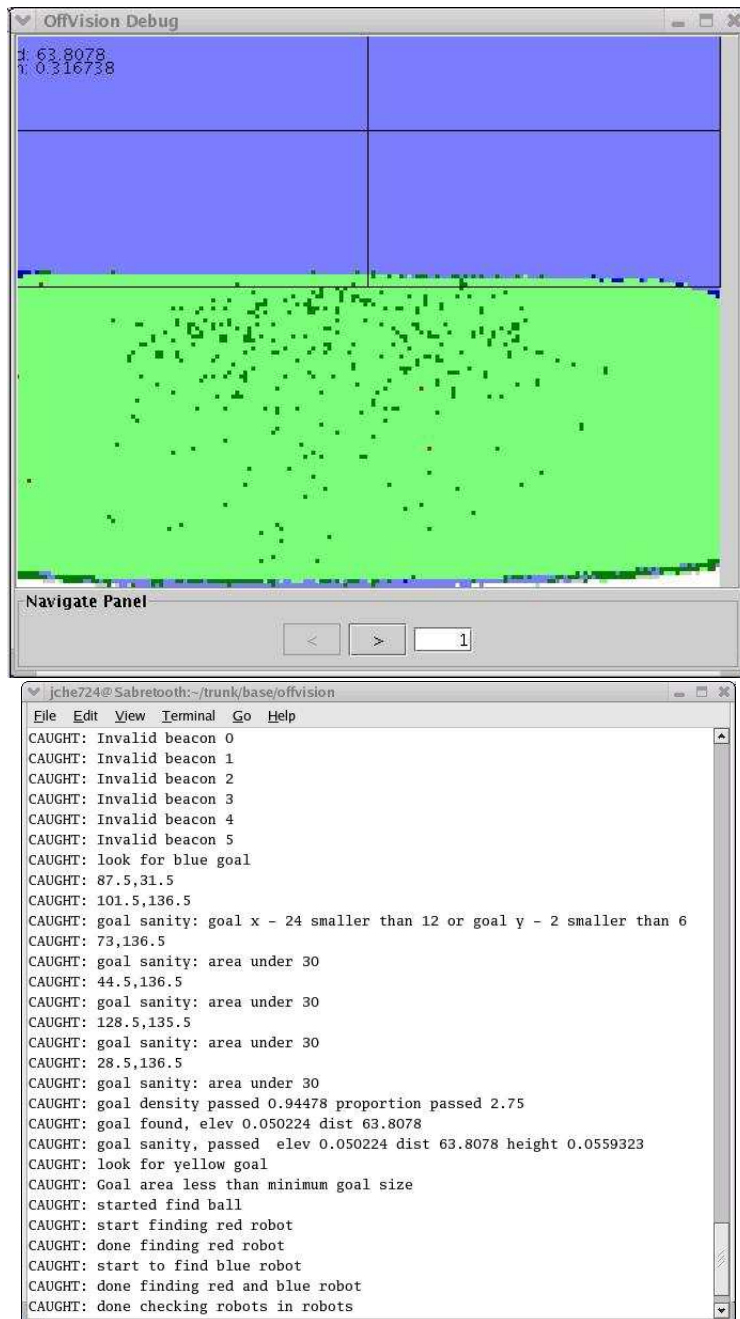 OffVision Debug
d: 63.8078
n: 0.316738
Navigate Panel
< > 1
jche724@Sabretooth:~/trunk/base/offvision
File Edit View Terminal Go Help
CAUGHT: Invalid beacon 0
CAUGHT: Invalid beacon 1
CAUGHT: Invalid beacon 2
CAUGHT: Invalid beacon 3
CAUGHT: Invalid beacon 4
CAUGHT: Invalid beacon 5
CAUGHT: look for blue goal
CAUGHT: 87.5,31.5
CAUGHT: 101.5,136.5
CAUGHT: goal sanity: goal x - 24 smaller than 12 or goal y - 2 smaller than 6
CAUGHT: 73,136.5
CAUGHT: goal sanity: area under 30
CAUGHT: 44.5,136.5
CAUGHT: goal sanity: area under 30
CAUGHT: 128.5,135.5
CAUGHT: goal sanity: area under 30
CAUGHT: 28.5,136.5
CAUGHT: goal sanity: area under 30
CAUGHT: goal density passed 0.94478 proportion passed 2.75
CAUGHT: goal found, elev 0.050224 dist 63.8078
CAUGHT: goal sanity, passed  elev 0.050224 dist 63.8078 height 0.0559323
CAUGHT: look for yellow goal
CAUGHT: Goal area less than minimum goal size
CAUGHT: started find ball
CAUGHT: start finding red robot
CAUGHT: done finding red robot
CAUGHT: start to find blue robot
CAUGHT: done finding red and blue robot
CAUGHT: done checking robots in robots